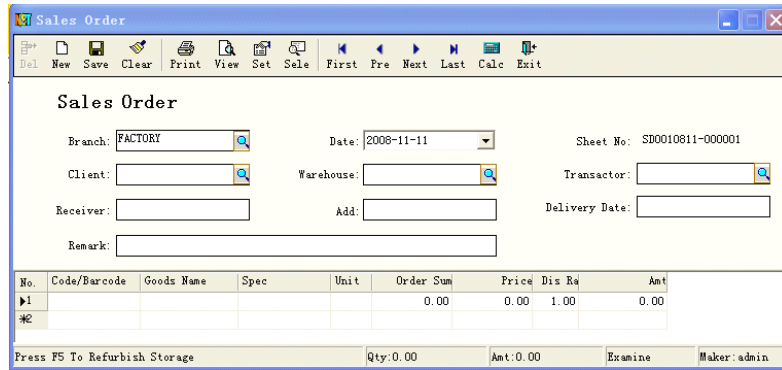 Sales Order
Del New Save Clear Print View Set Sele First Pre Next Last Calc Exit
Sales Order
Branch: FACTORY Date: 2008-11-11 Sheet No: SD0010811-000001
Client: Warehouse: Transactor:
Receiver: Add: Delivery Date:
Remark:
No. Code/Barcode Goods Name Spec Unit Order Sum Price Dis Ra Amt
1 0.00 0.00 1.00 0.00
*2
Press F5 To Refurbish Storage Qty:0.00 Amt:0.00 Examine Maker:admin